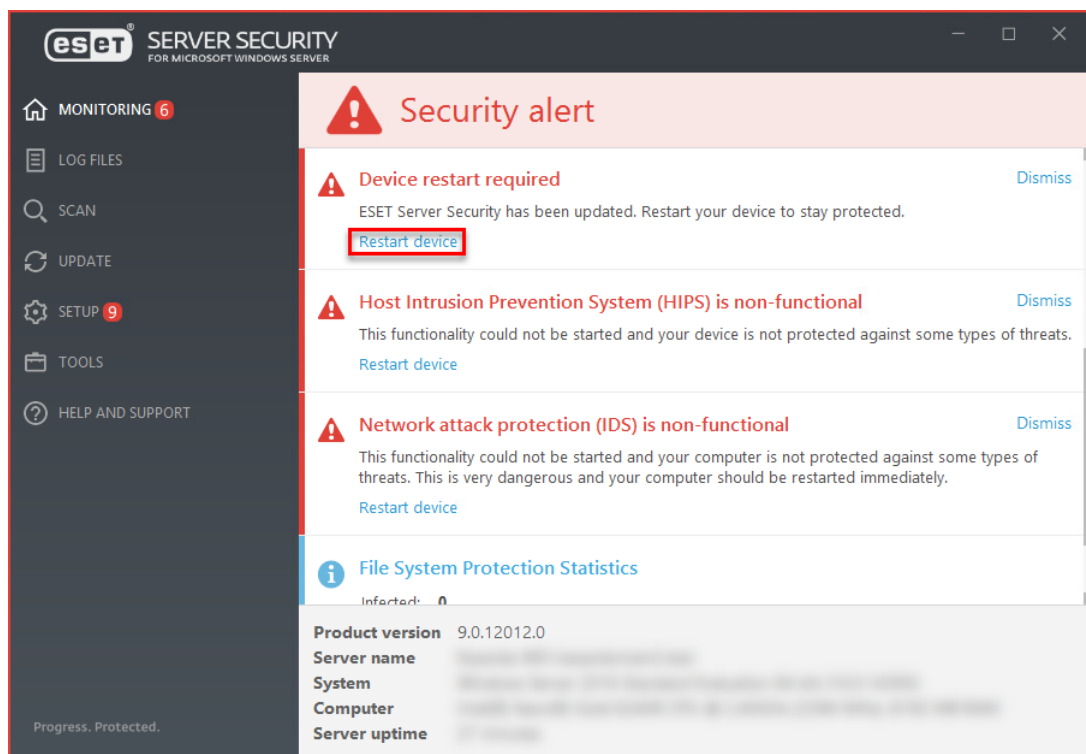 eset® SERVER SECURITY
FOR MICROSOFT WINDOWS SERVER
MONITORING 6
LOG FILES
SCAN
UPDATE
SETUP 9
TOOLS
HELP AND SUPPORT
Progress. Protected.
Security alert
Device restart required
Dismiss
ESET Server Security has been updated. Restart your device to stay protected.
Restart device
Host Intrusion Prevention System (HIPS) is non-functional
Dismiss
This functionality could not be started and your device is not protected against some types of threats.
Restart device
Network attack protection (IDS) is non-functional
Dismiss
This functionality could not be started and your computer is not protected against some types of
threats. This is very dangerous and your computer should be restarted immediately.
Restart device
File System Protection Statistics
Infected: 0
Product version 9.0.12012.0
Server name
System
Computer
Server uptime